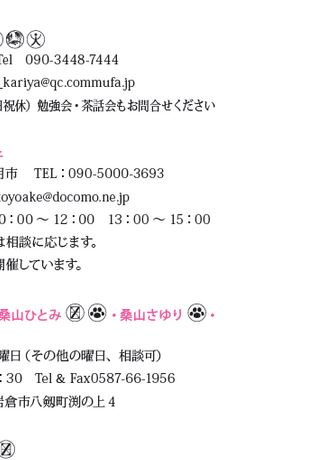 Tel　090-3448-7444
_kariya@qc.commufa.jp
日祝休）勉強会・茶話会もお問合せください
明市　TEL：090-5000-3693
toyoake@docomo.ne.jp
0：00 ～ 12：00　13：00 ～ 15：00
は相談に応じます。
開催しています。
桑山ひとみ ・桑山さゆり ・
曜日（その他の曜日、相談可）
：30　Tel & Fax0587-66-1956
岩倉市八剱町渕の上 4